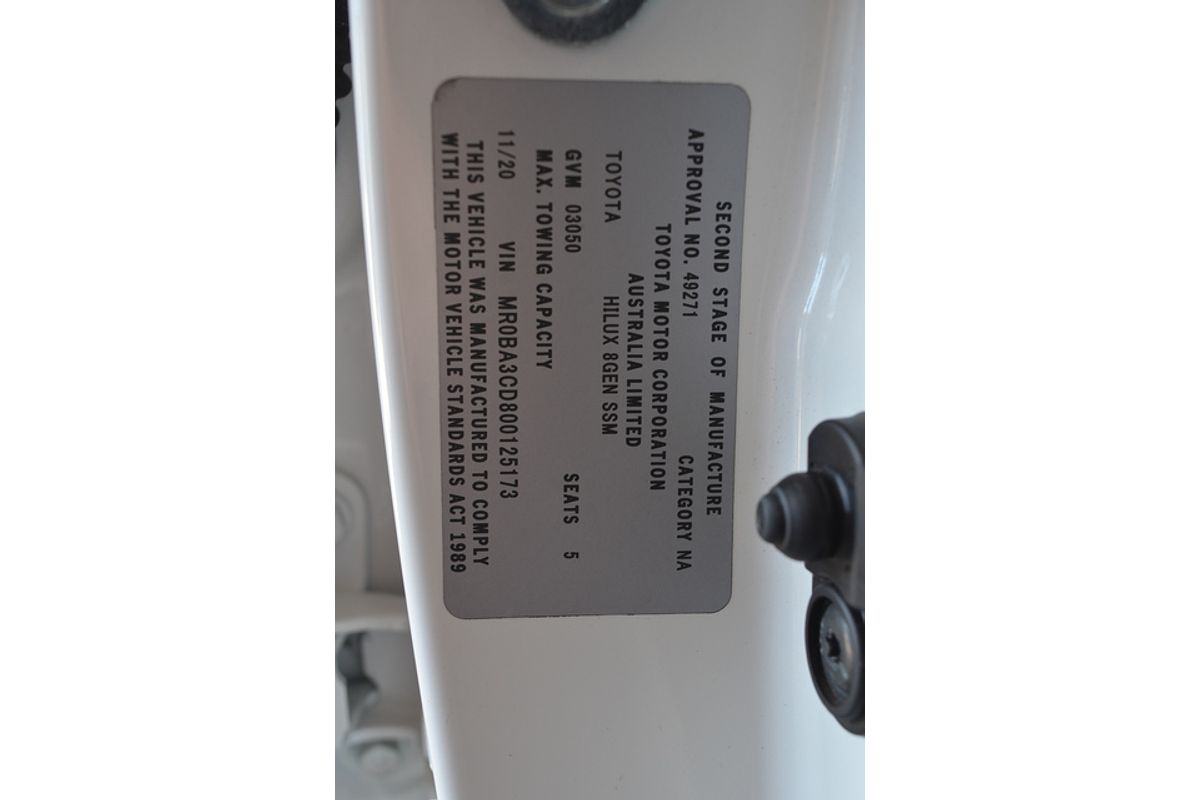 SECOND STAGE OF MANUFACTURE
APPROVAL NO. 49271 CATEGORY NA
TOYOTA MOTOR CORPORATION
AUSTRALIA LIMITED
TOYOTA HILUX 8GEN SSM
GVM 03050 SEATS 5
MAX. TOWING CAPACITY
11/20 VIN MR0BA3CD800125173
THIS VEHICLE WAS MANUFACTURED TO COMPLY
WITH THE MOTOR VEHICLE STANDARDS ACT 1989